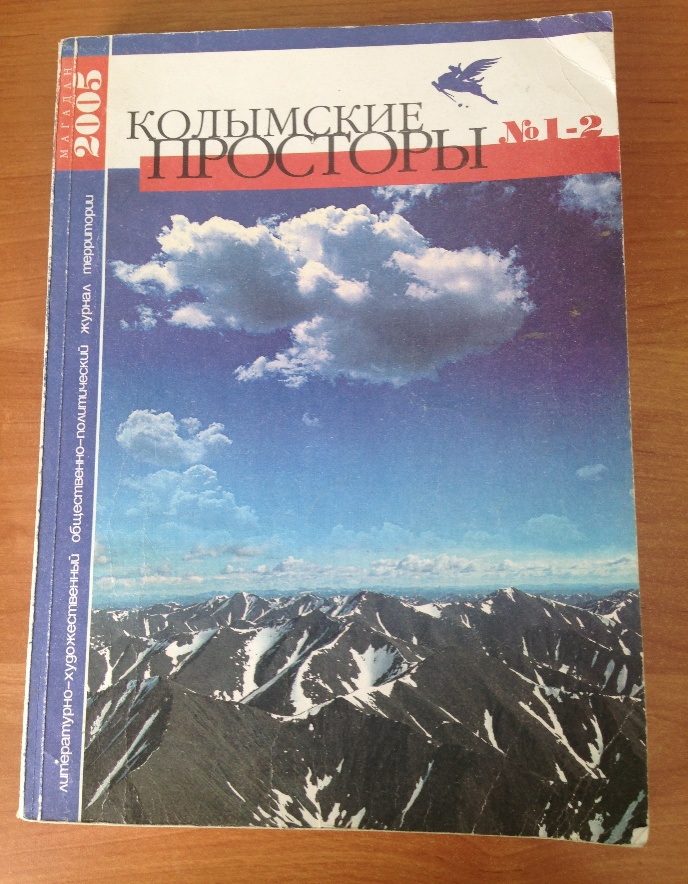 МАГАДАН
2005
КОЛЫМСКИЕ
ПРОСТОРЫ
№1-2
литературно-художественный общественно-политический журнал территории